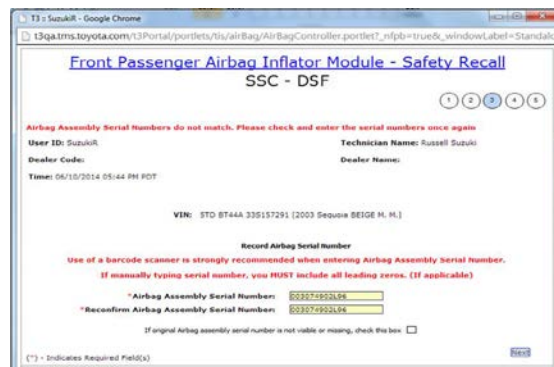 T3 :: SuzukiR - Google Chrome
t3qa.tms.toyota.com/t3Portal/portlets/tis/airBag/AirBagController.portlet?_nfpb=true&_windowLabel=Standalo
Front Passenger Airbag Inflator Module - Safety Recall
SSC - DSF
1 2 3 4 5
Airbag Assembly Serial Numbers do not match. Please check and enter the serial numbers once again
User ID: SuzukiR Technician Name: Russell Suzuki
Dealer Code: Dealer Name:
Time: 06/10/2014 05:44 PM PDT
VIN: 5TD BT44A 33S157291 [2003 Sequoia BEIGE M. M.]
Record Airbag Serial Number
Use of a barcode scanner is strongly recommended when entering Airbag Assembly Serial Number.
If manually typing serial number, you MUST include all leading zeros. (If applicable)
*Airbag Assembly Serial Number: 003074902L96
*Reconfirm Airbag Assembly Serial Number: 003074902L96
If original Airbag assembly serial number is not visible or missing, check this box
Next
(*) - Indicates Required Field(s)